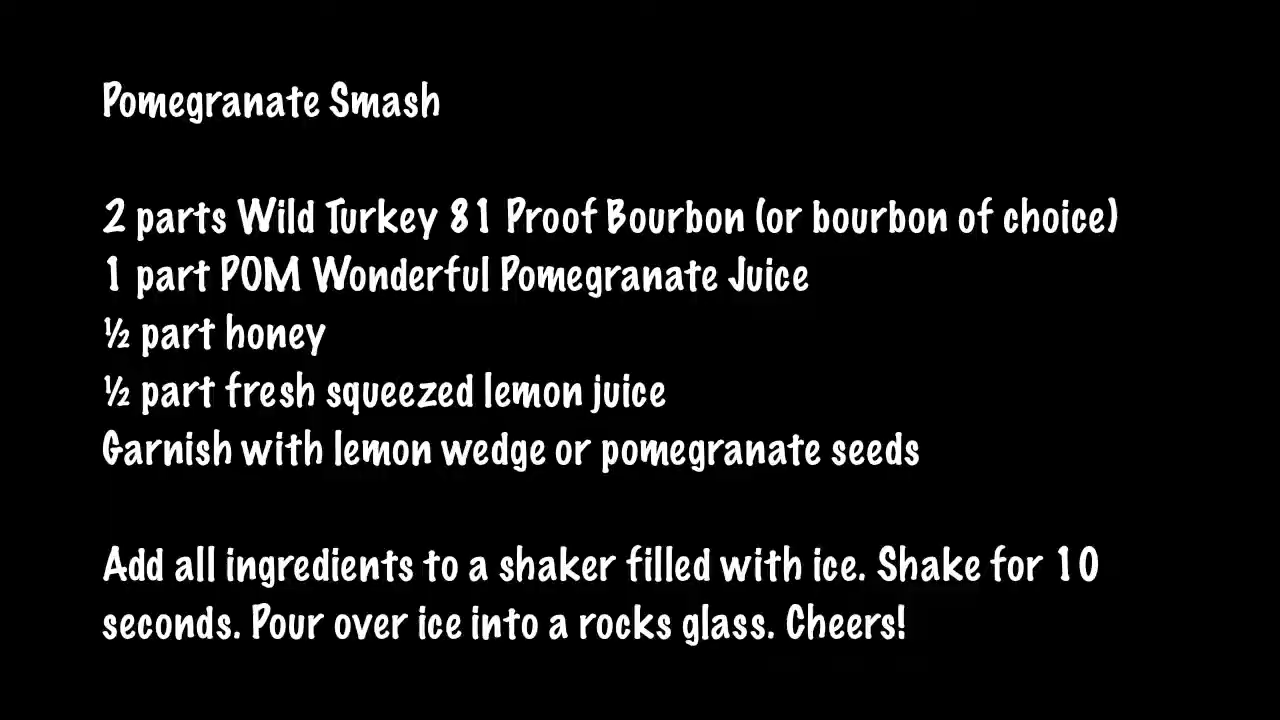 Pomegranate Smash
2 parts Wild Turkey 81 Proof Bourbon (or bourbon of choice)
1 part POM Wonderful Pomegranate Juice
½ part honey
½ part fresh squeezed lemon juice
Garnish with lemon wedge or pomegranate seeds
Add all ingredients to a shaker filled with ice. Shake for 10
seconds. Pour over ice into a rocks glass. Cheers!